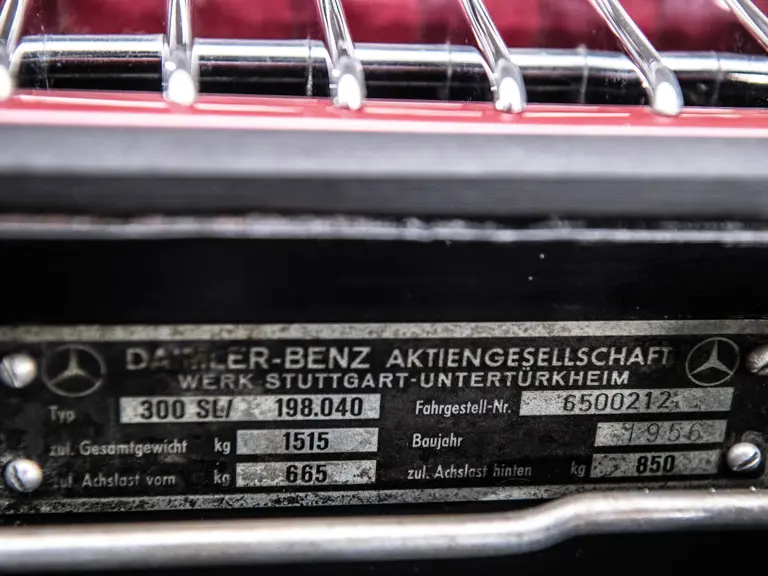 DAIMLER-BENZ AKTIENGESELLSCHAFT
WERK STUTTGART-UNTERTÜRKHEIM
Typ 300 SL/ 198.040 Fahrgestell-Nr. 6500212
zul. Gesamtgewicht kg 1515 Baujahr 1956
zul. Achslast vorn kg 665 zul. Achslast hinten kg 850